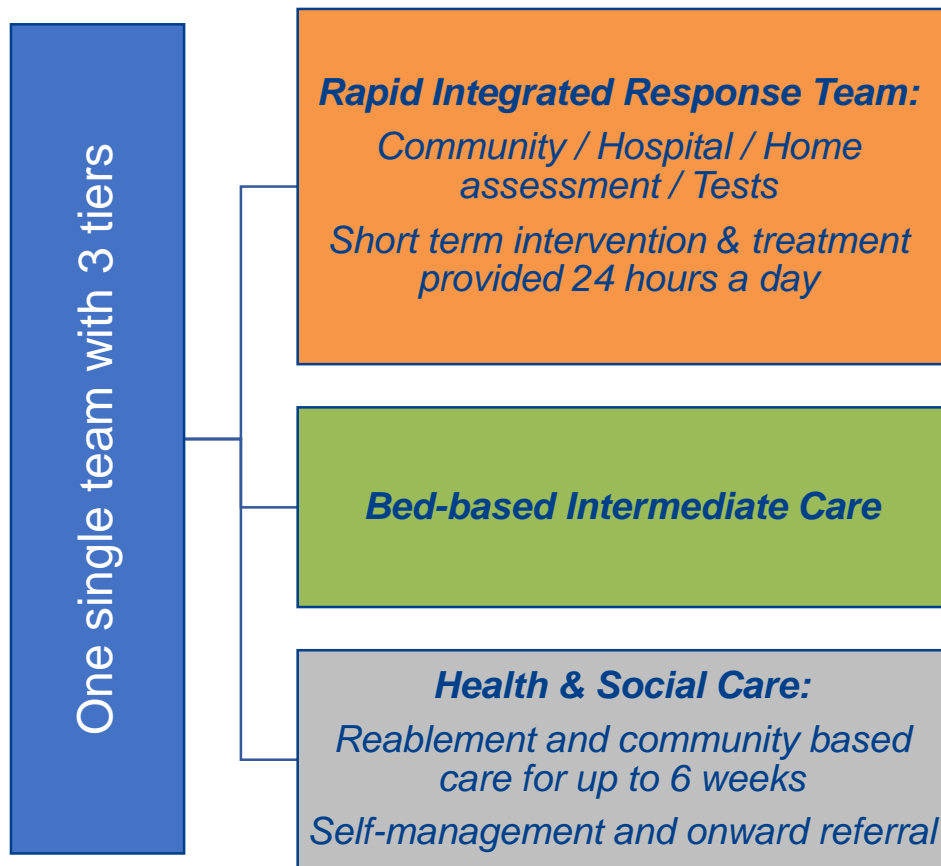 One single team with 3 tiers
Rapid Integrated Response Team:
Community / Hospital / Home
assessment / Tests
Short term intervention & treatment
provided 24 hours a day
Bed-based Intermediate Care
Health & Social Care:
Reablement and community based
care for up to 6 weeks
Self-management and onward referral